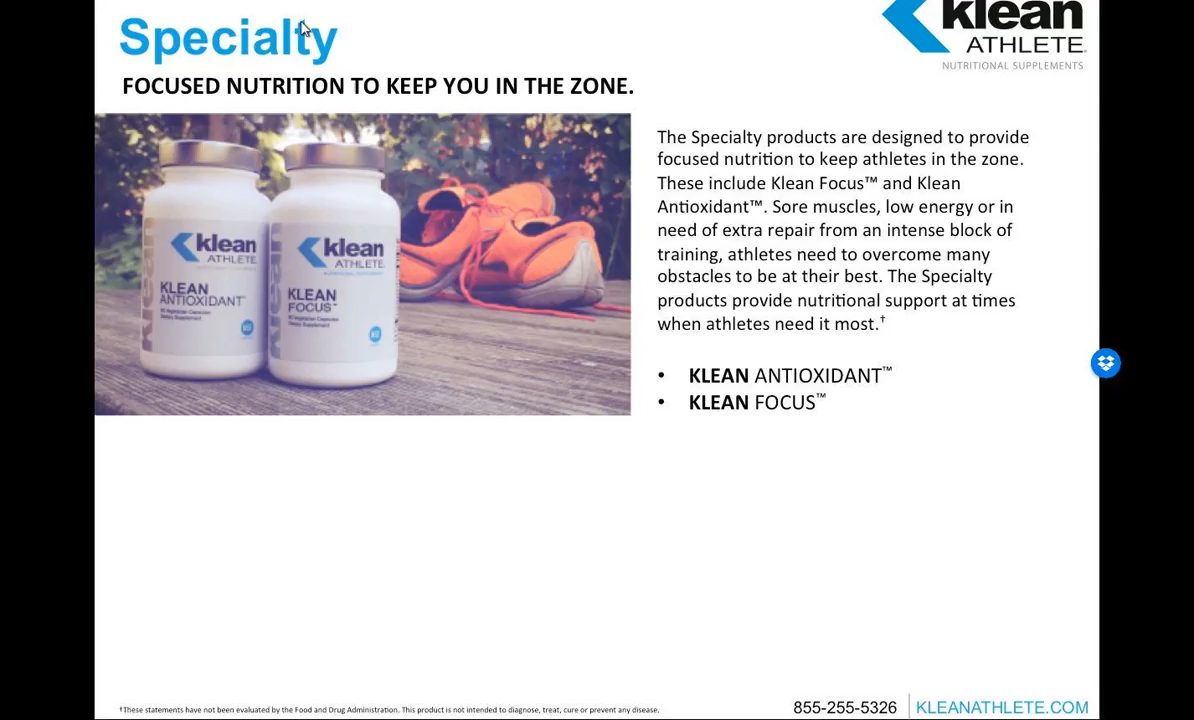 Specialty
klean
ATHLETE
NUTRITIONAL SUPPLEMENTS
FOCUSED NUTRITION TO KEEP YOU IN THE ZONE.
klean
ATHLETE
KLEAN
ANTIOXIDANT™
Dietary Supplement
klean
ATHLETE
KLEAN
FOCUS™
Dietary Supplement
The Specialty products are designed to provide
focused nutrition to keep athletes in the zone.
These include Klean Focus™ and Klean
Antioxidant™. Sore muscles, low energy or in
need of extra repair from an intense block of
training, athletes need to overcome many
obstacles to be at their best. The Specialty
products provide nutritional support at times
when athletes need it most.†
• KLEAN ANTIOXIDANT™
• KLEAN FOCUS™
†These statements have not been evaluated by the Food and Drug Administration. This product is not intended to diagnose, treat, cure or prevent any disease.
855-255-5326 | KLEANATHLETE.COM